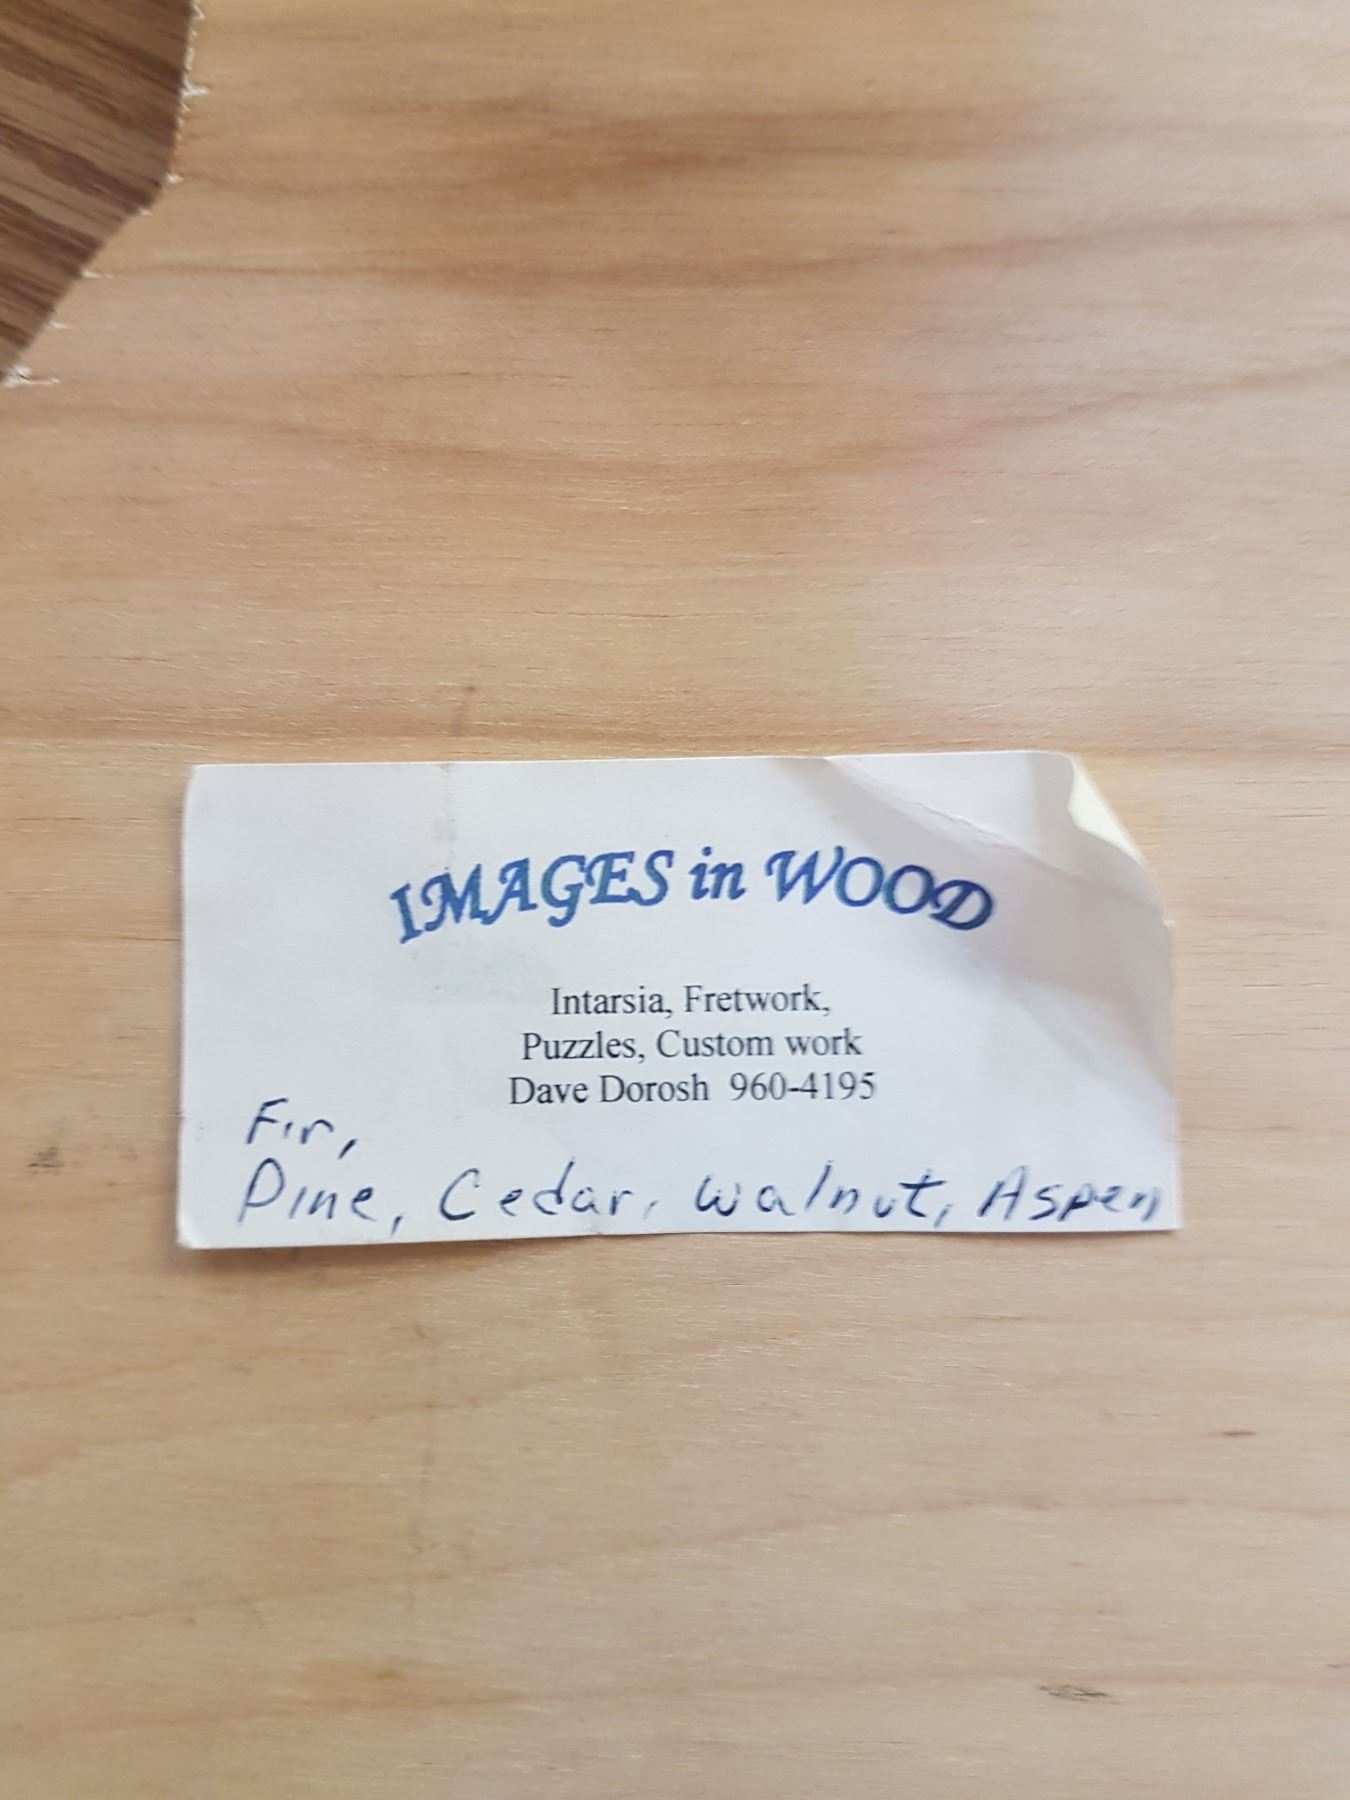 IMAGES in WOOD
Intarsia, Fretwork,
Puzzles, Custom work
Dave Dorosh 960-4195
Fir,
Pine, Cedar, Walnut, Aspen